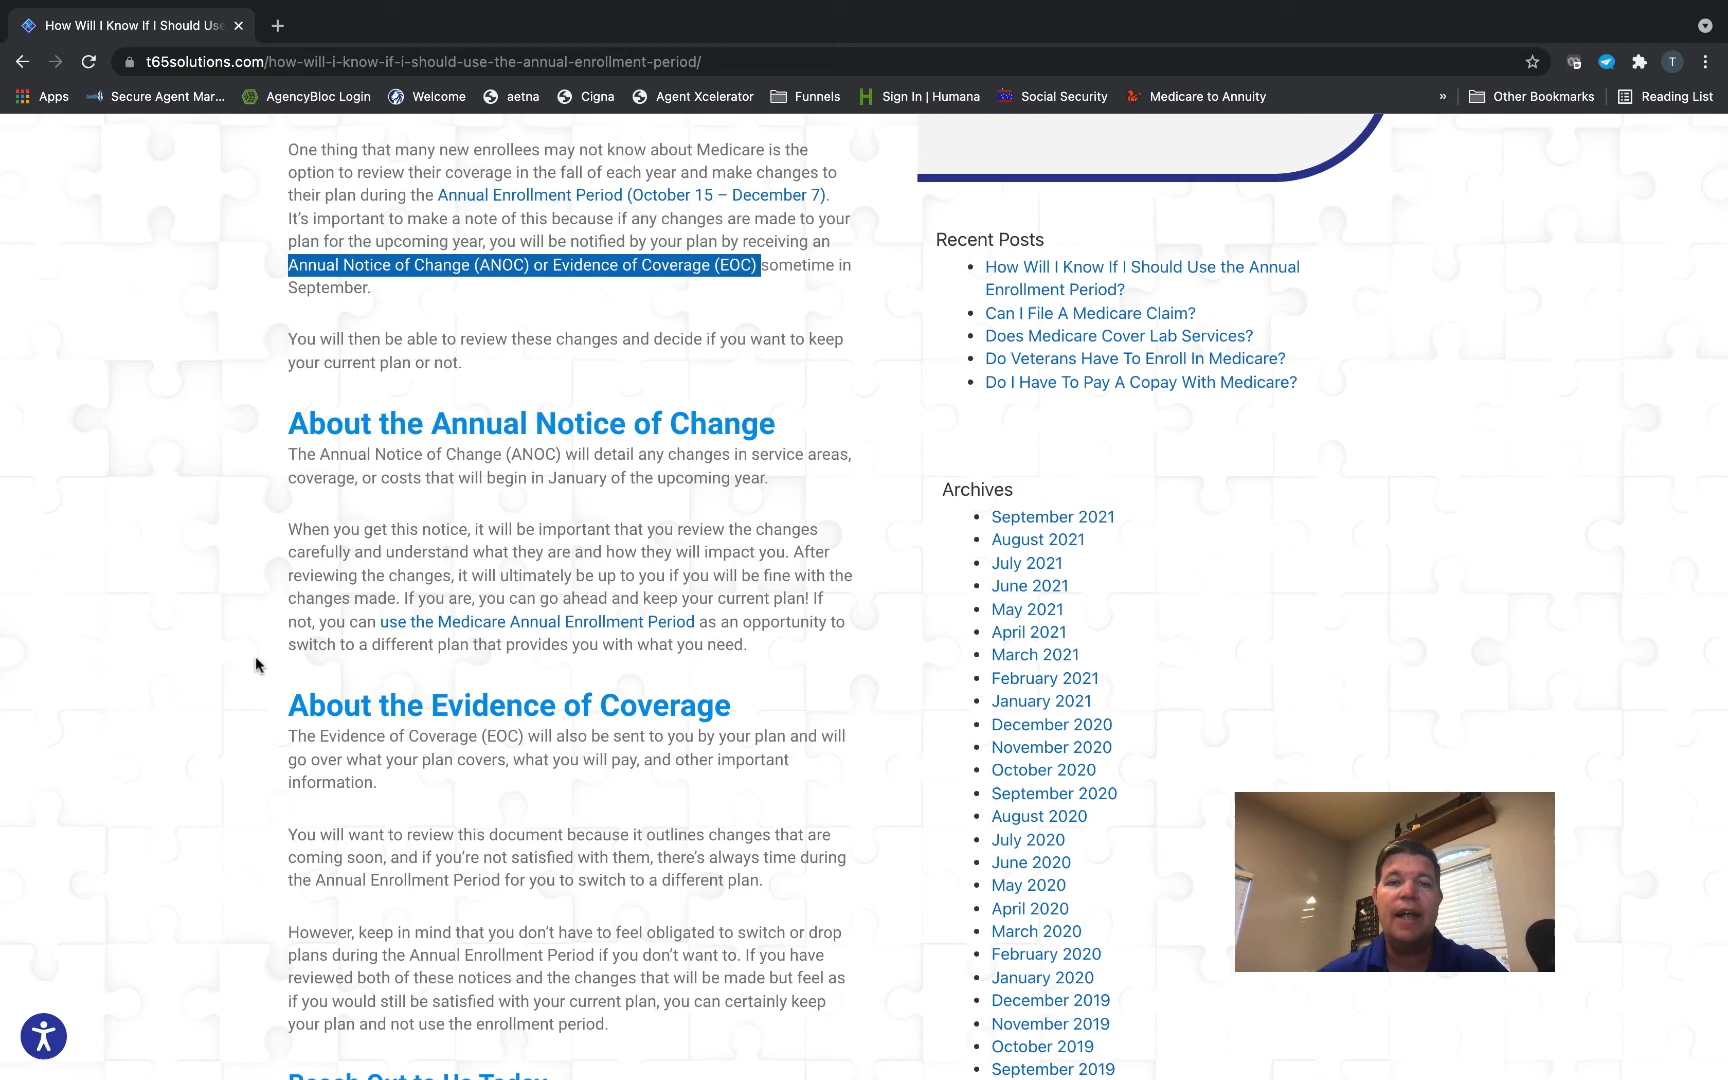 How Will I Know If I Should Use
t65solutions.com/how-will-i-know-if-i-should-use-the-annual-enrollment-period/
T
Apps
Secure Agent Mar...
AgencyBloc Login
Welcome
aetna
Cigna
Agent Xcelerator
Funnels
Sign In | Humana
Social Security
Medicare to Annuity
»
Other Bookmarks
Reading List
One thing that many new enrollees may not know about Medicare is the
option to review their coverage in the fall of each year and make changes to
their plan during the Annual Enrollment Period (October 15 – December 7).
It’s important to make a note of this because if any changes are made to your
plan for the upcoming year, you will be notified by your plan by receiving an
Annual Notice of Change (ANOC) or Evidence of Coverage (EOC) sometime in
September.
You will then be able to review these changes and decide if you want to keep
your current plan or not.
About the Annual Notice of Change
The Annual Notice of Change (ANOC) will detail any changes in service areas,
coverage, or costs that will begin in January of the upcoming year.
When you get this notice, it will be important that you review the changes
carefully and understand what they are and how they will impact you. After
reviewing the changes, it will ultimately be up to you if you will be fine with the
changes made. If you are, you can go ahead and keep your current plan! If
not, you can use the Medicare Annual Enrollment Period as an opportunity to
switch to a different plan that provides you with what you need.
About the Evidence of Coverage
The Evidence of Coverage (EOC) will also be sent to you by your plan and will
go over what your plan covers, what you will pay, and other important
information.
You will want to review this document because it outlines changes that are
coming soon, and if you’re not satisfied with them, there’s always time during
the Annual Enrollment Period for you to switch to a different plan.
However, keep in mind that you don’t have to feel obligated to switch or drop
plans during the Annual Enrollment Period if you don’t want to. If you have
reviewed both of these notices and the changes that will be made but feel as
if you would still be satisfied with your current plan, you can certainly keep
your plan and not use the enrollment period.
Reach Out to Us Today
Recent Posts
How Will I Know If I Should Use the Annual
Enrollment Period?
Can I File A Medicare Claim?
Does Medicare Cover Lab Services?
Do Veterans Have To Enroll In Medicare?
Do I Have To Pay A Copay With Medicare?
Archives
September 2021
August 2021
July 2021
June 2021
May 2021
April 2021
March 2021
February 2021
January 2021
December 2020
November 2020
October 2020
September 2020
August 2020
July 2020
June 2020
May 2020
April 2020
March 2020
February 2020
January 2020
December 2019
November 2019
October 2019
September 2019